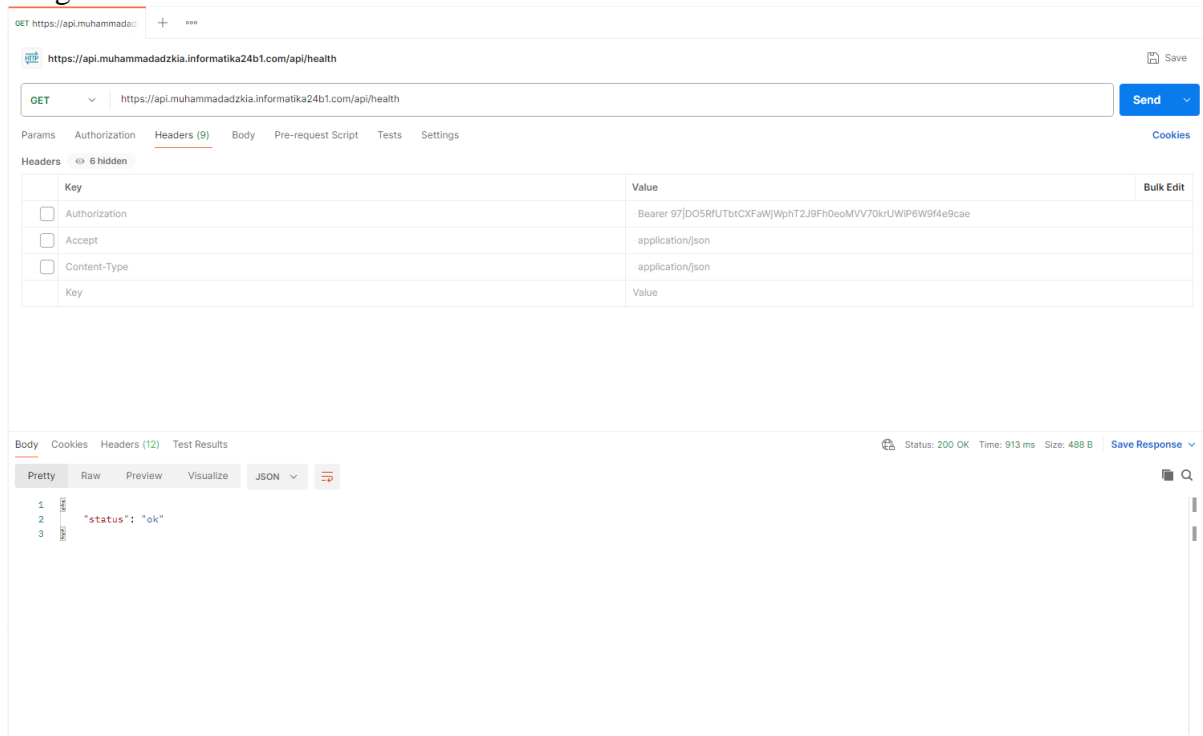 GET https://api.muhammadad
https://api.muhammadadzkia.informatika24b1.com/api/health
Save
GET https://api.muhammadadzkia.informatika24b1.com/api/health Send
Params Authorization Headers (9) Body Pre-request Script Tests Settings Cookies
Headers 6 hidden
Key Value Bulk Edit
Authorization Bearer 97|DO5RfUTbtCXFaWjWphT2J9Fh0eoMVV70krUWiP6W9f4e9cae
Accept application/json
Content-Type application/json
Key Value
Body Cookies Headers (12) Test Results Status: 200 OK Time: 913 ms Size: 488 B Save Response
Pretty Raw Preview Visualize JSON
1 {
2 "status": "ok"
3 }